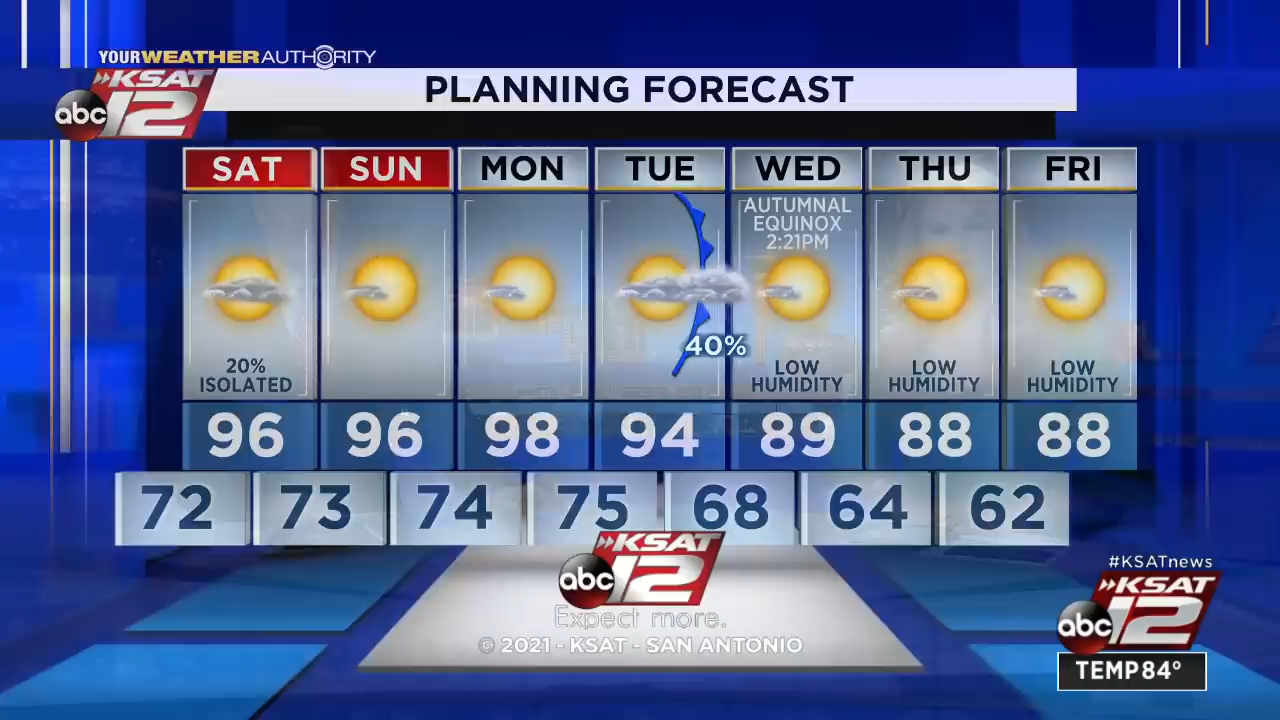 YOURWEATHERAUTHORITY
KSAT
abc 12
PLANNING FORECAST
SAT SUN MON TUE WED THU FRI
AUTUMNAL
EQUINOX
2:21PM
40%
20%
ISOLATED
LOW
HUMIDITY
LOW
HUMIDITY
LOW
HUMIDITY
96 96 98 94 89 88 88
72 73 74 75 68 64 62
KSAT
abc 12
Expect more.
© 2021 - KSAT - SAN ANTONIO
#KSATnews
KSAT
abc 12
TEMP 84°